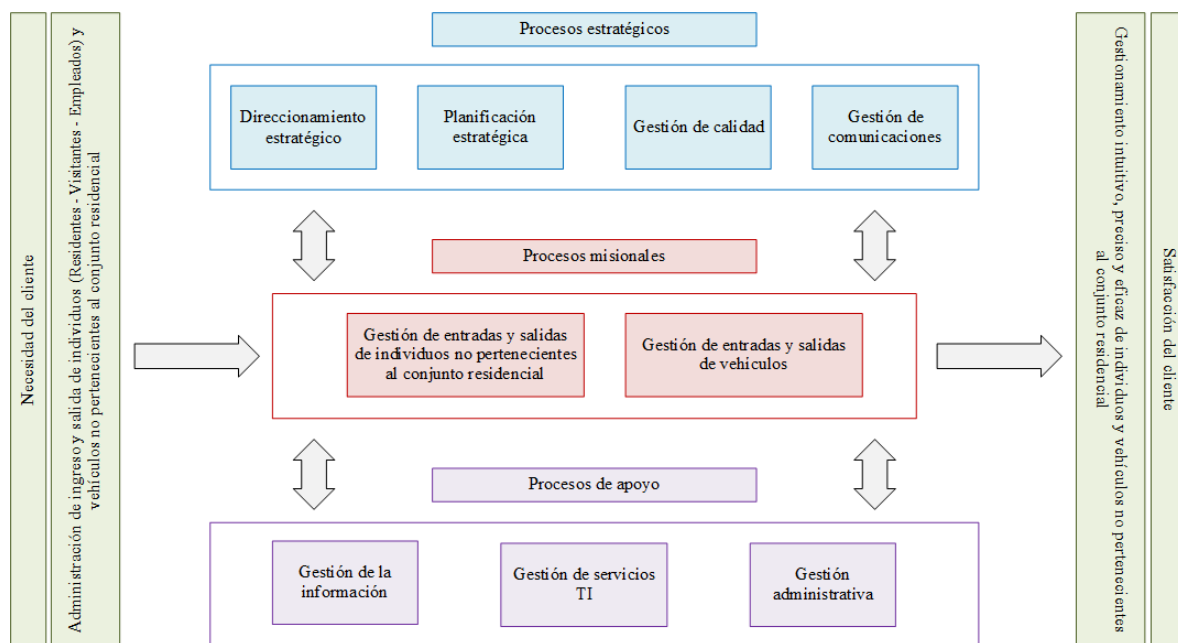 Necesidad del cliente
Administración de ingreso y salida de individuos (Residentes - Visitantes - Empleados) y
vehículos no pertenecientes al conjunto residencial
Procesos estratégicos
Direccionamiento
estratégico
Planificación
estratégica
Gestión de calidad
Gestión de
comunicaciones
Procesos misionales
Gestión de entradas y salidas
de individuos no pertenecientes
al conjunto residencial
Gestión de entradas y salidas
de vehículos
Procesos de apoyo
Gestión de la
información
Gestión de servicios
TI
Gestión
administrativa
Gestionamiento intuitivo, preciso y eficaz de individuos y vehículos no pertenecientes
al conjunto residencial
Satisfacción del cliente